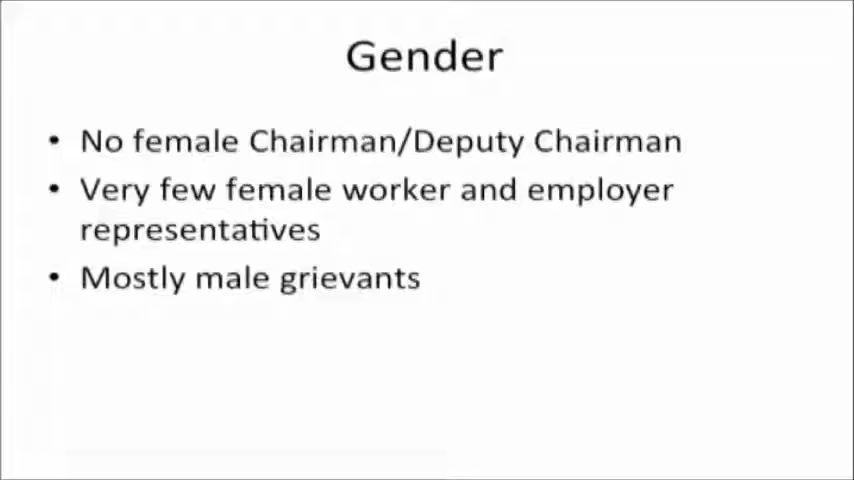 Gender
• No female Chairman/Deputy Chairman
• Very few female worker and employer
representatives
• Mostly male grievants